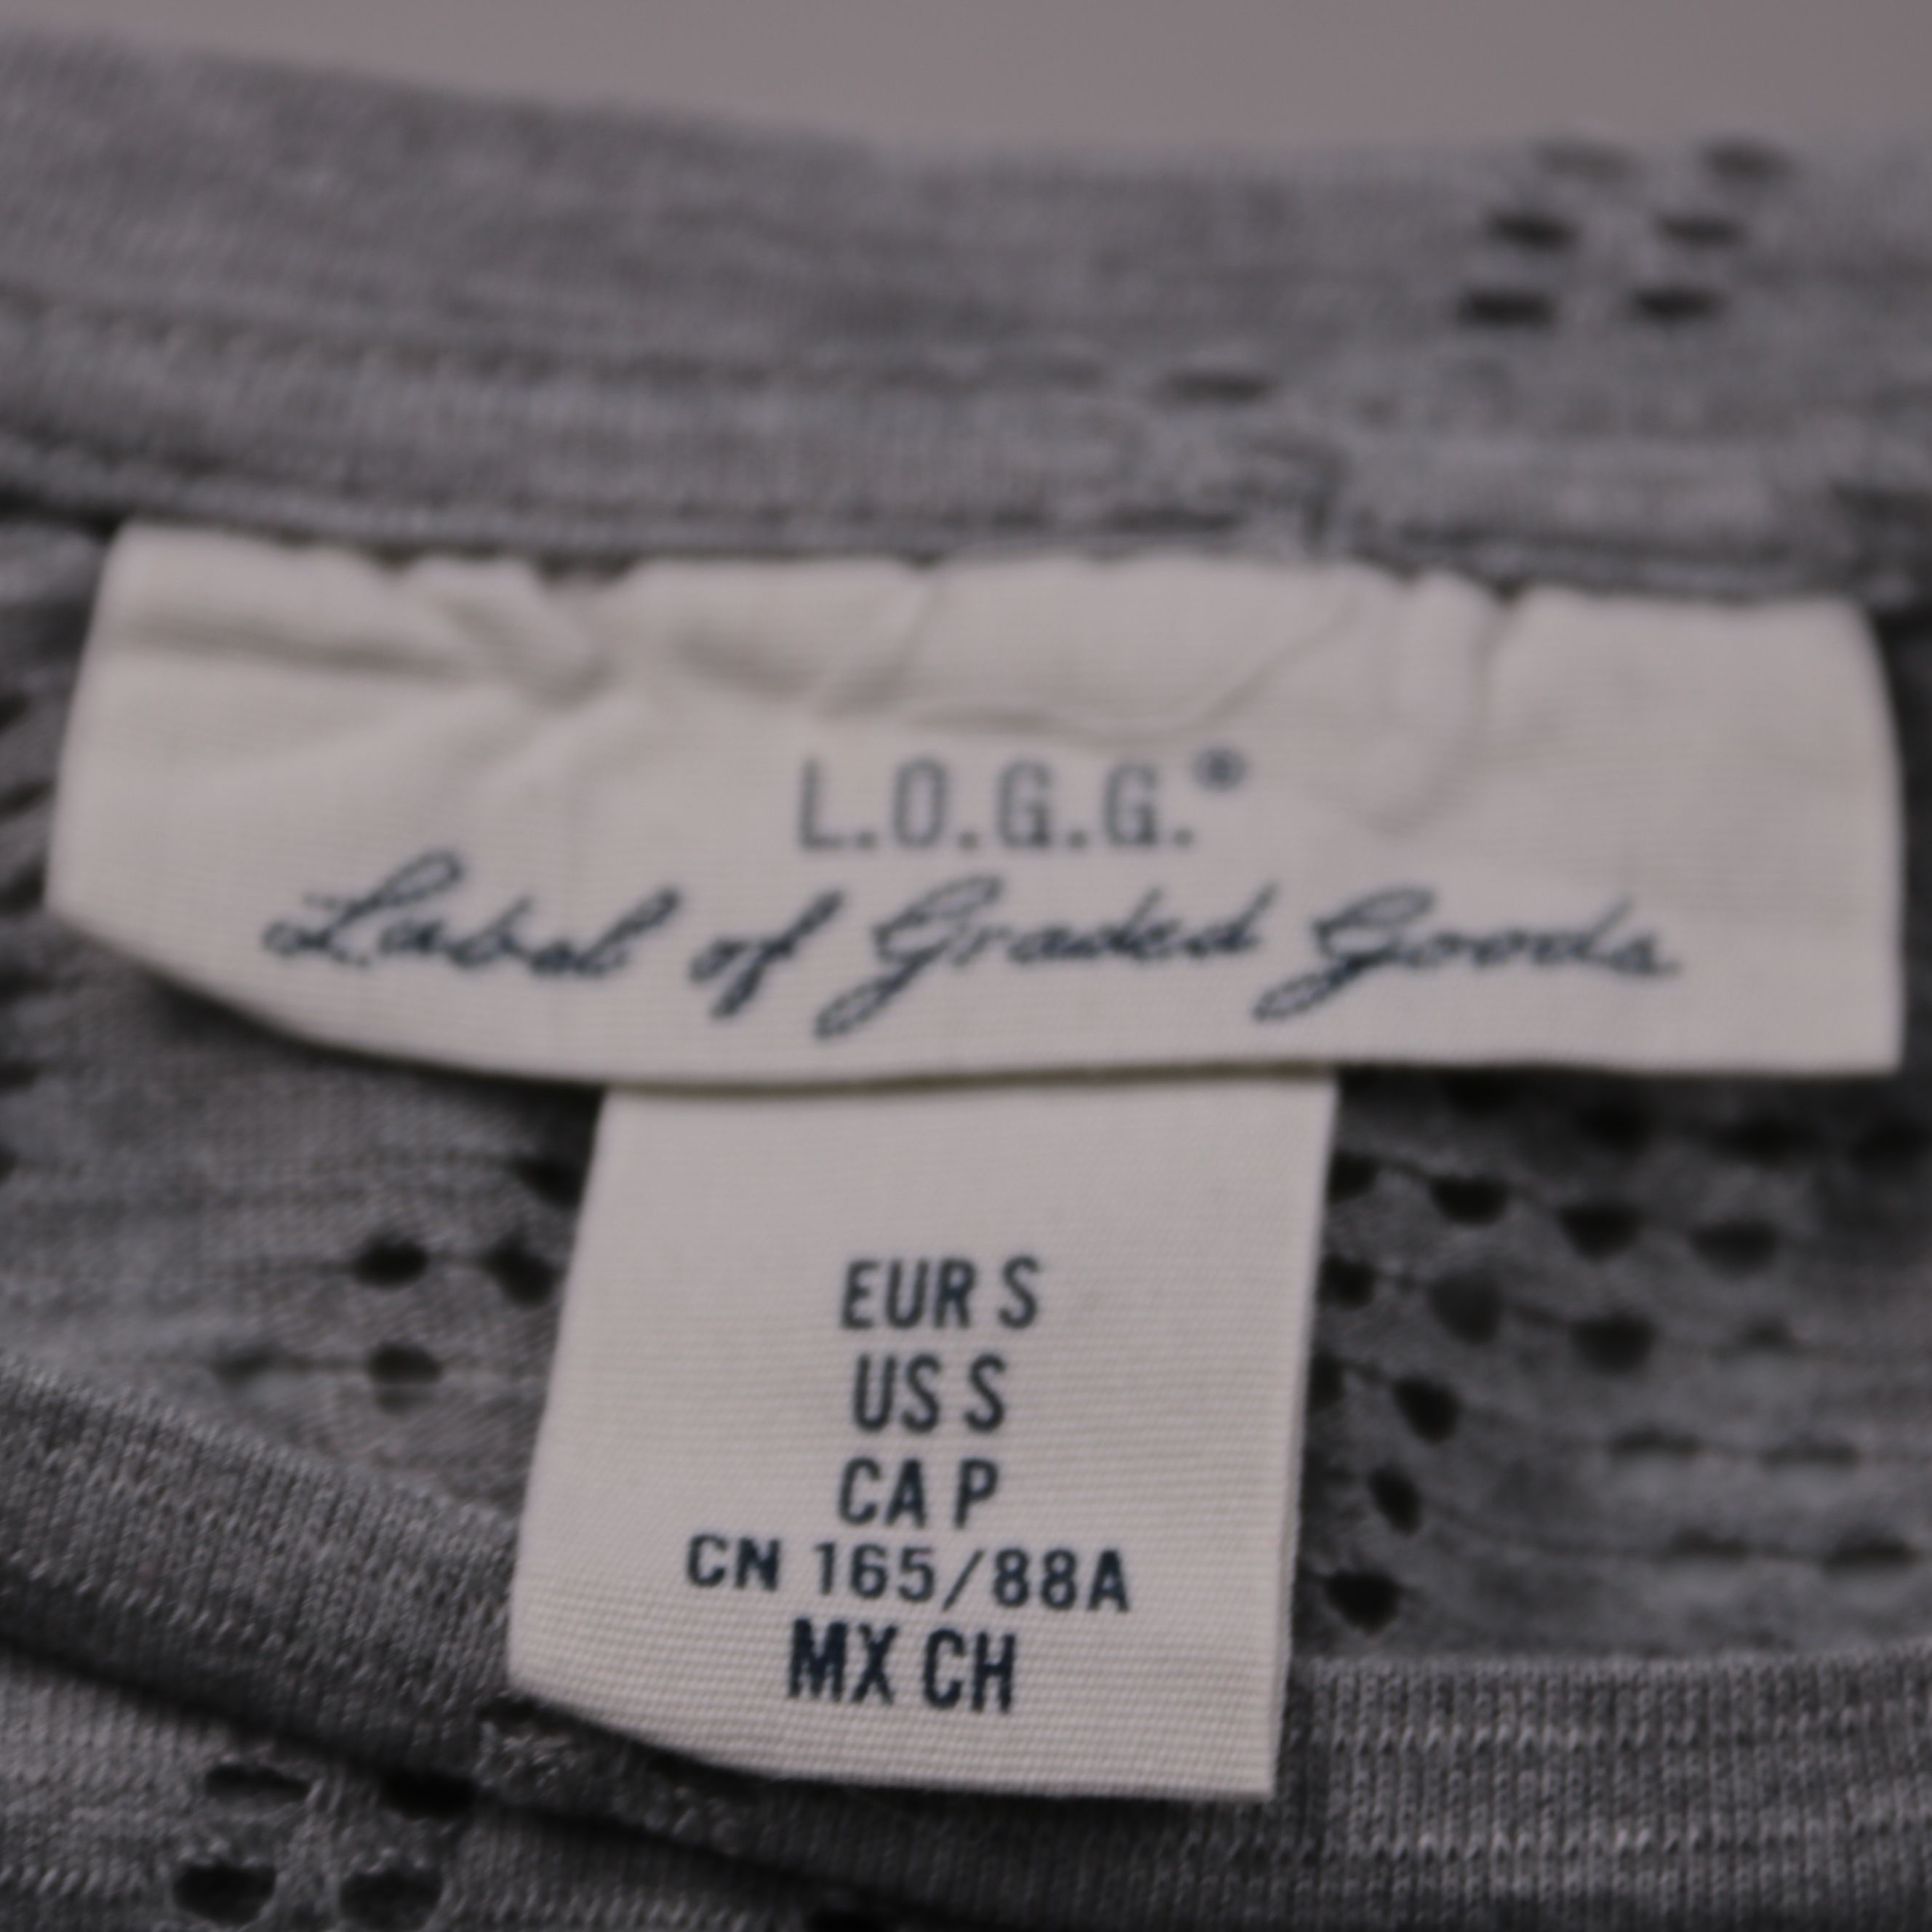 L.O.G.G.®
Label of Graded Goods
EUR S
US S
CA P
CN 165/88A
MX CH